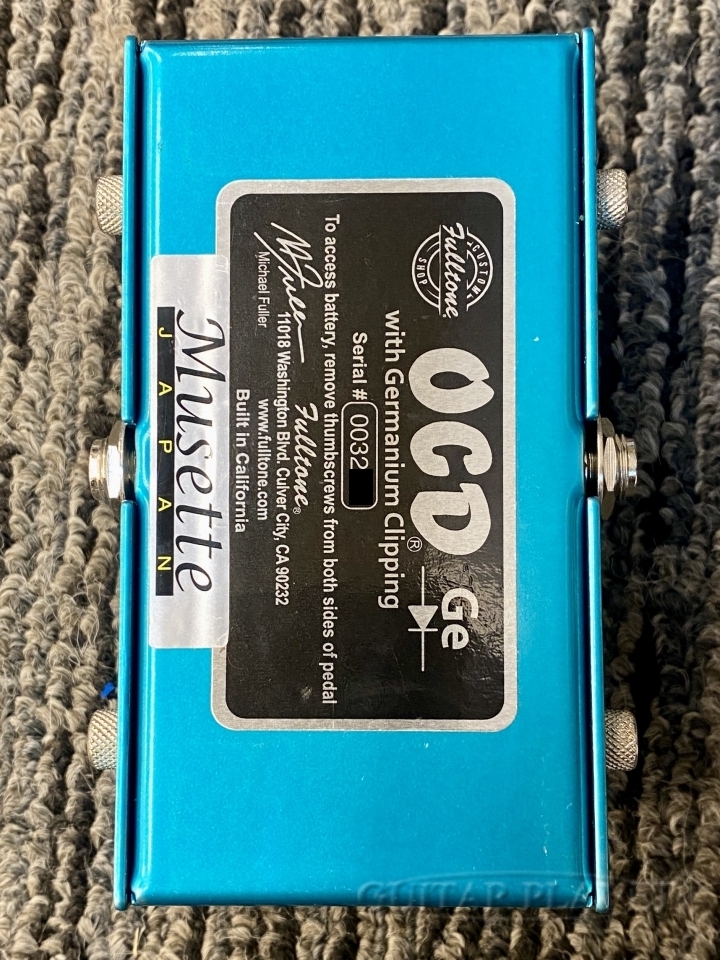 CUSTOM
Fulltone
SHOP
OCD® Ge
with Germanium Clipping
Serial # 0032
To access battery, remove thumbscrews from both sides of pedal
Michael Fuller
Fulltone®
11018 Washington Blvd. Culver City, CA 90232
www.fulltone.com
Built in California
Musette
JAPAN